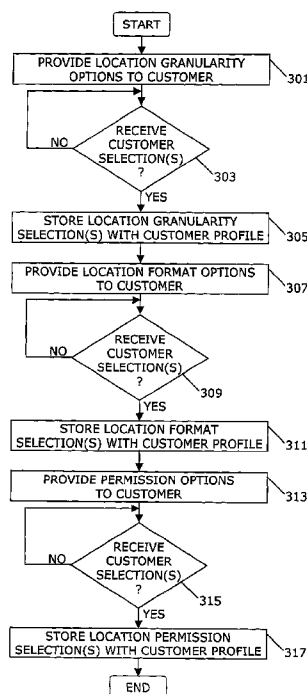 START
PROVIDE LOCATION GRANULARITY
OPTIONS TO CUSTOMER
301
RECEIVE
CUSTOMER
SELECTION(S)
?
NO
303
YES
STORE LOCATION GRANULARITY
SELECTION(S) WITH CUSTOMER PROFILE
305
PROVIDE LOCATION FORMAT OPTIONS
TO CUSTOMER
307
RECEIVE
CUSTOMER
SELECTION(S)
?
NO
309
YES
STORE LOCATION FORMAT
SELECTION(S) WITH CUSTOMER PROFILE
311
PROVIDE PERMISSION OPTIONS
TO CUSTOMER
313
RECEIVE
CUSTOMER
SELECTION(S)
?
NO
315
YES
STORE LOCATION PERMISSION
SELECTION(S) WITH CUSTOMER PROFILE
317
END